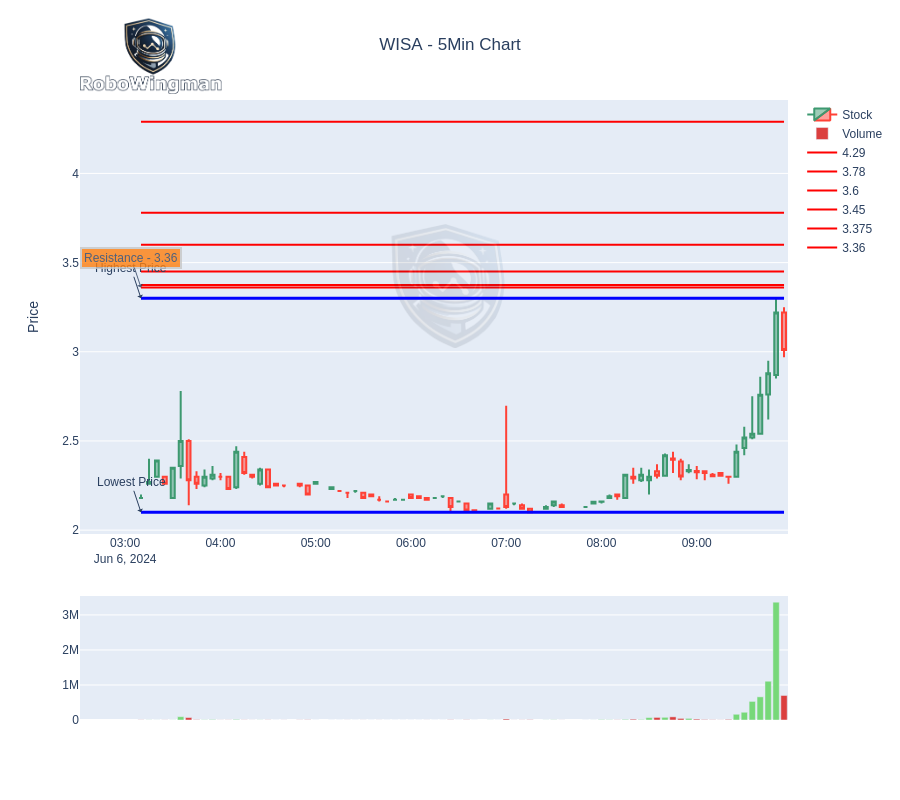 RoboWingman
WISA - 5Min Chart
Stock
Volume
4.29
3.78
3.6
3.45
3.375
3.36
Price
4
3.5
3
2.5
2
Resistance - 3.36
Highest Price
Lowest Price
03:00
04:00
05:00
06:00
07:00
08:00
09:00
Jun 6, 2024
3M
2M
1M
0